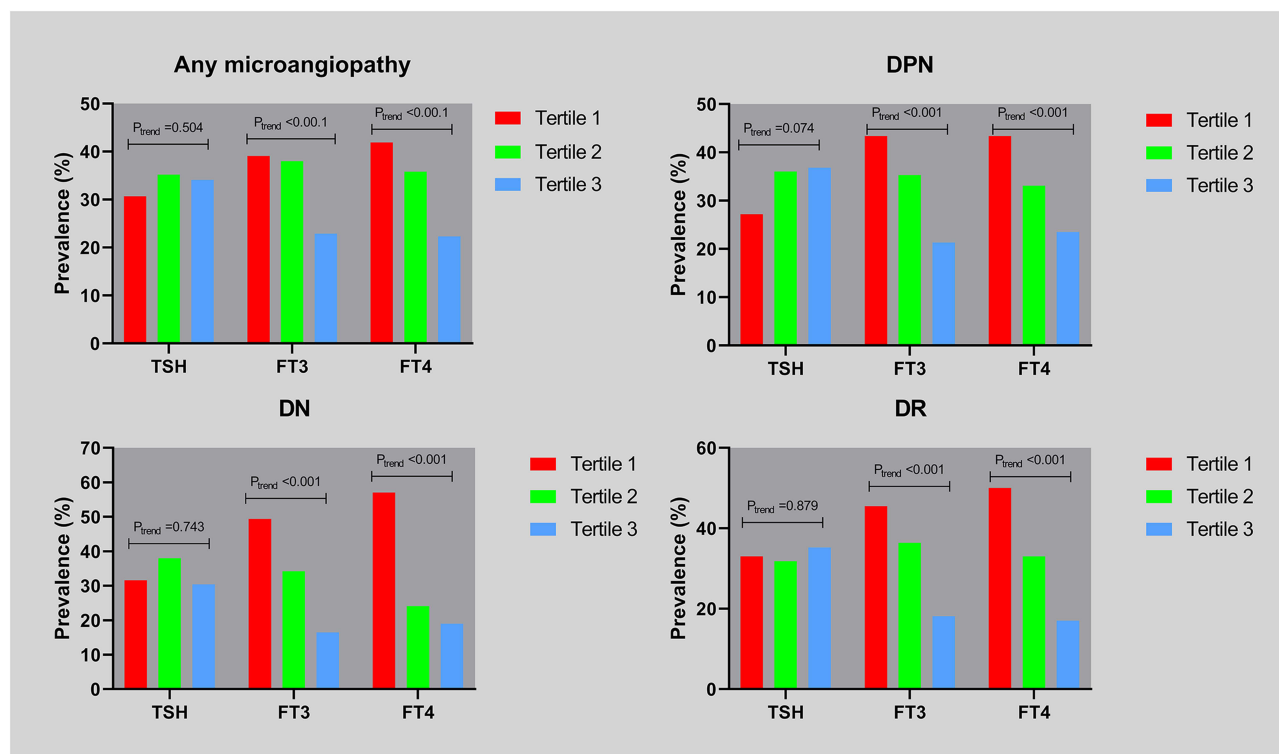 Any microangiopathy
Prevalence (%)
50
40
30
20
10
0
Ptrend =0.504
Ptrend <00.1
Ptrend <00.1
TSH
FT3
FT4
Tertile 1
Tertile 2
Tertile 3
DPN
Prevalence (%)
50
40
30
20
10
0
Ptrend =0.074
Ptrend <0.001
Ptrend <0.001
TSH
FT3
FT4
Tertile 1
Tertile 2
Tertile 3
DN
Prevalence (%)
70
60
50
40
30
20
10
0
Ptrend =0.743
Ptrend <0.001
Ptrend <0.001
TSH
FT3
FT4
Tertile 1
Tertile 2
Tertile 3
DR
Prevalence (%)
60
40
20
0
Ptrend =0.879
Ptrend <0.001
Ptrend <0.001
TSH
FT3
FT4
Tertile 1
Tertile 2
Tertile 3